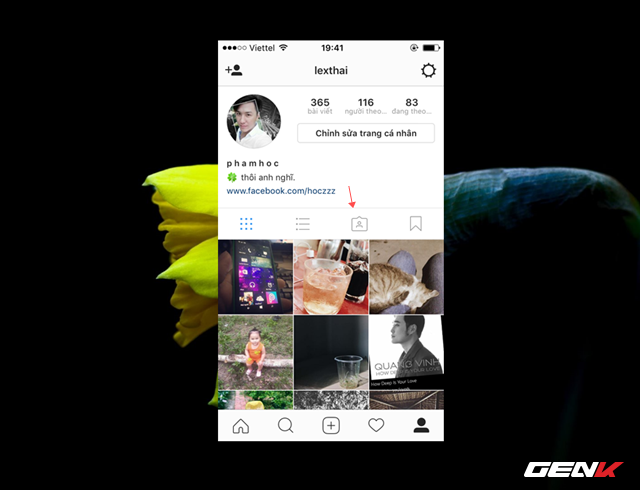 Viettel 19:41
lexthai
365 116 83
bài viết người theo... đang theo...
Chỉnh sửa trang cá nhân
phamhoc
thôi anh nghĩ.
www.facebook.com/hoczzz
QUANG VINH
HOW DEEP IS YOUR LOVE
How Deep Is Your Love
GENK